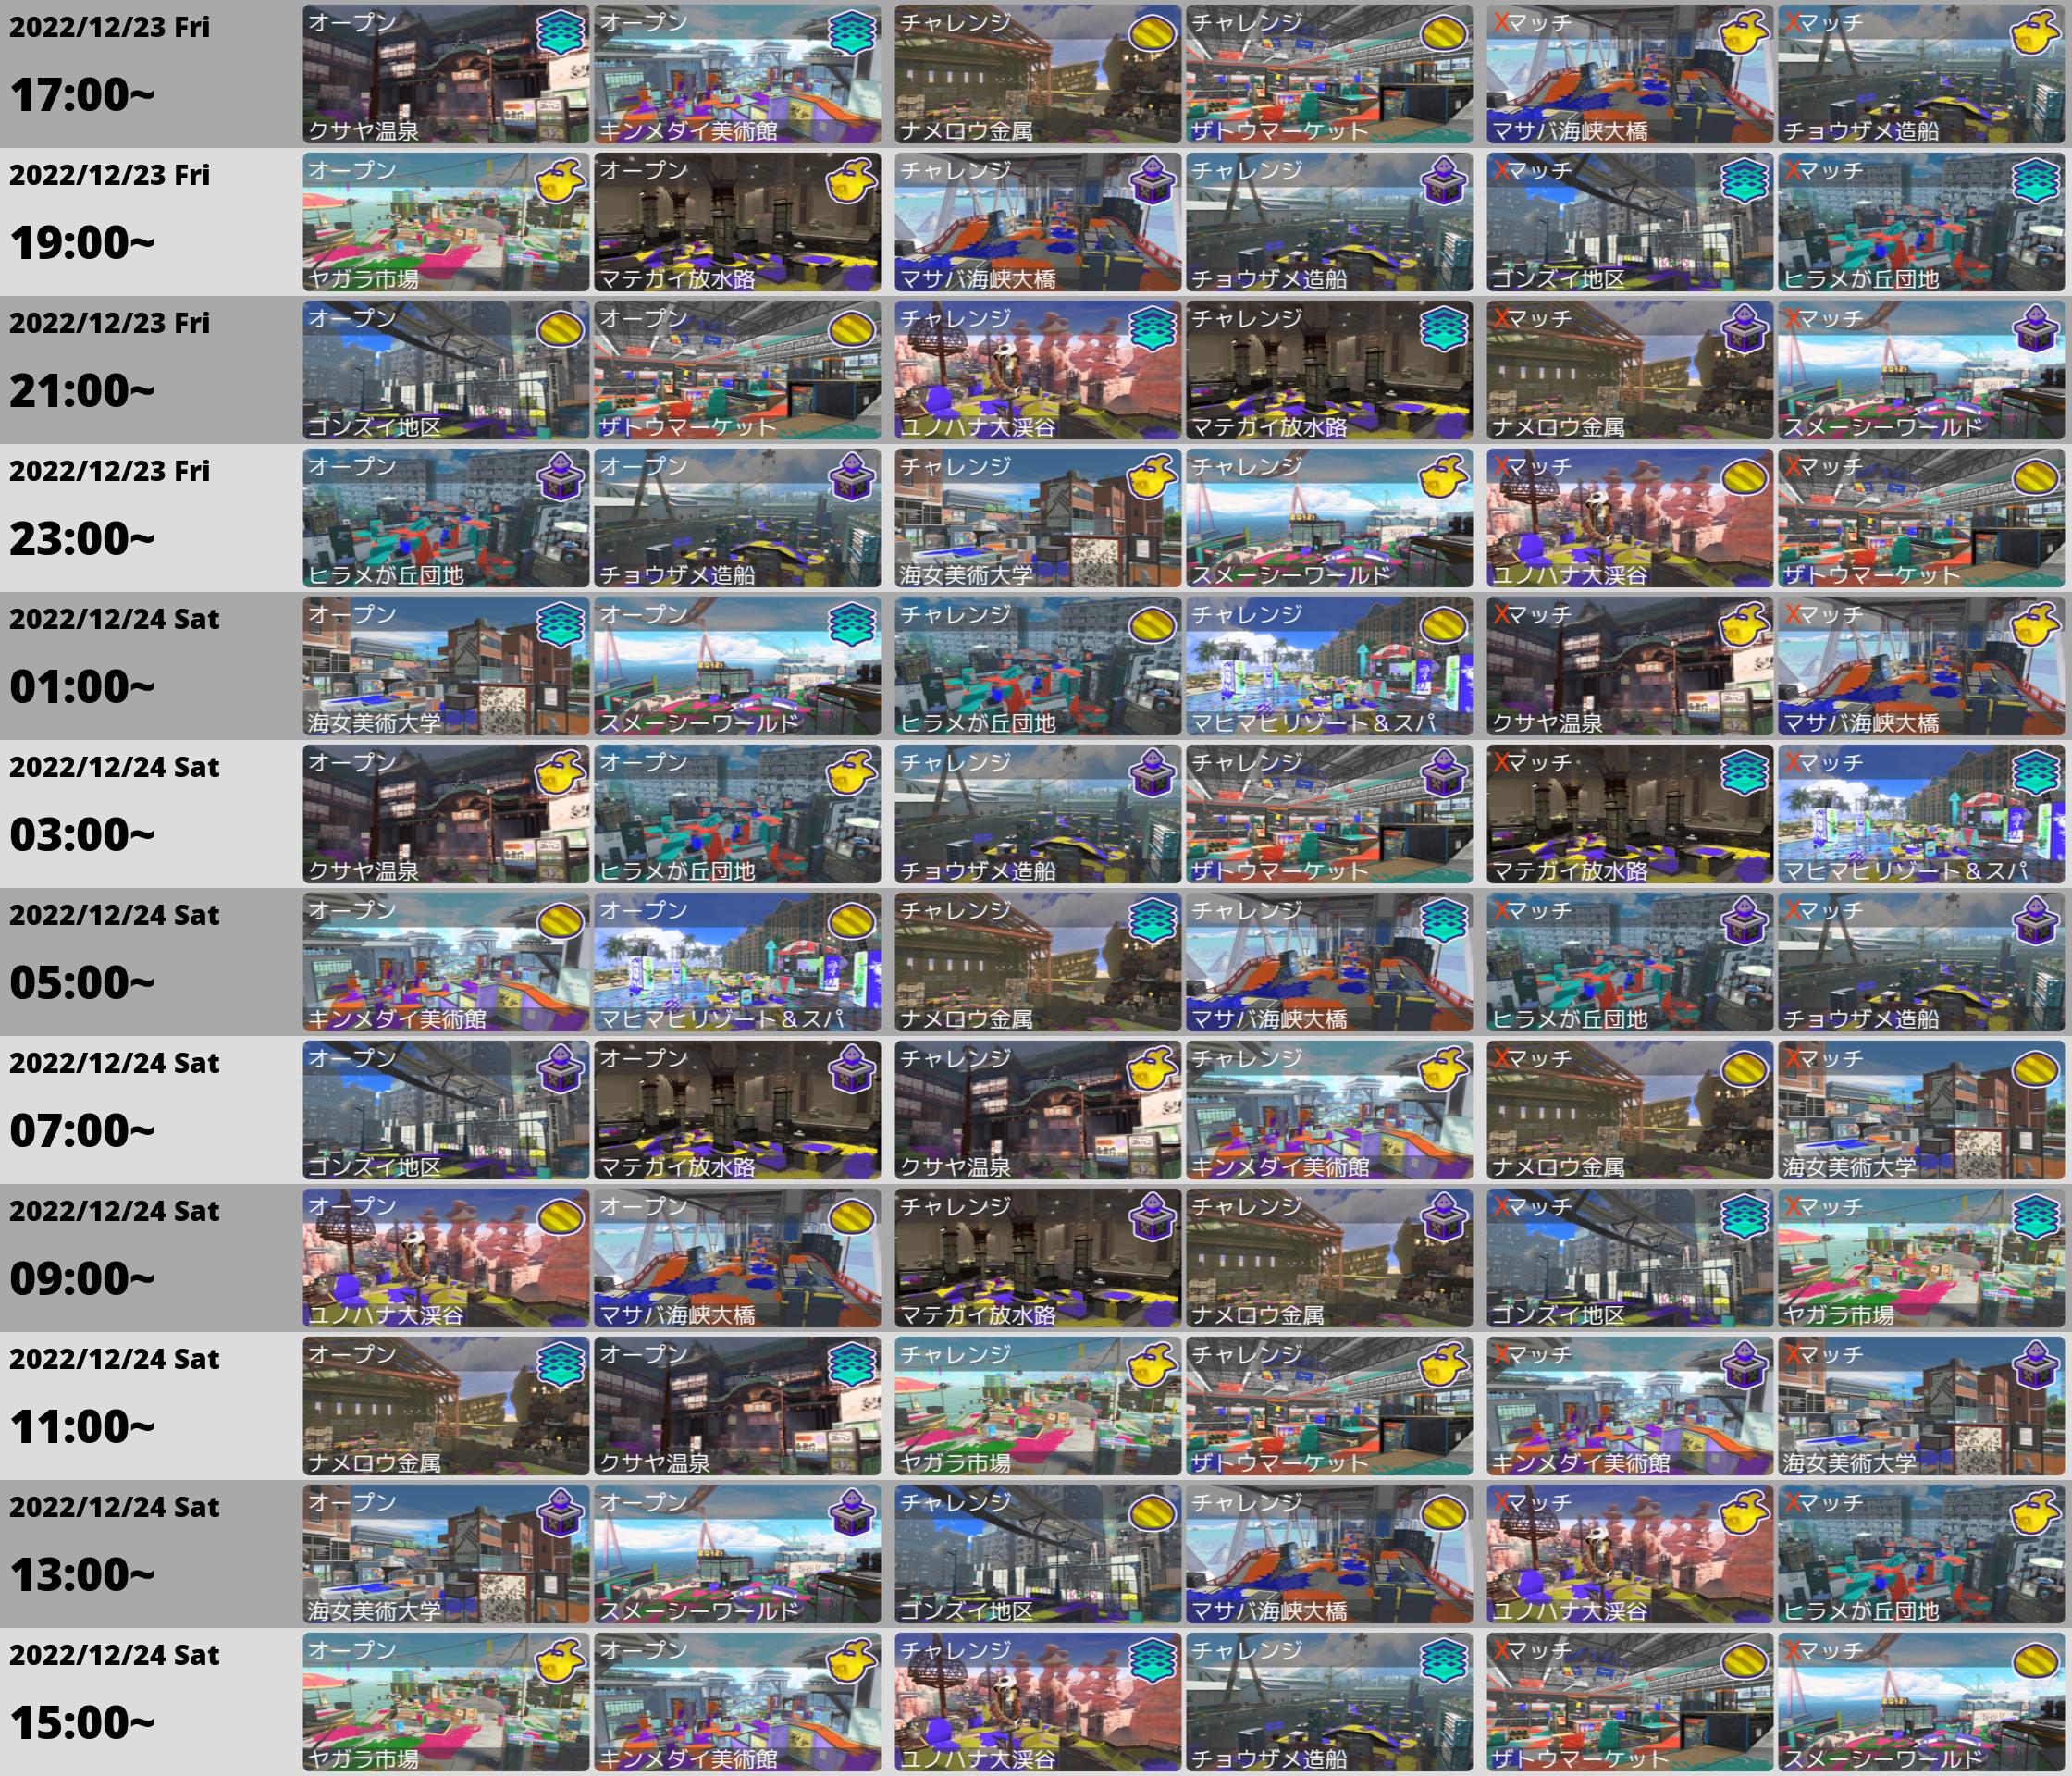 2022/12/23 Fri
17:00~
オープン
クサヤ温泉
オープン
キンメダイ美術館
チャレンジ
ナメロウ金属
チャレンジ
ザトウマーケット
Xマッチ
マサバ海峡大橋
Xマッチ
チョウザメ造船
2022/12/23 Fri
19:00~
オープン
ヤガラ市場
オープン
マテガイ放水路
チャレンジ
マサバ海峡大橋
チャレンジ
チョウザメ造船
Xマッチ
ゴンズイ地区
Xマッチ
ヒラメが丘団地
2022/12/23 Fri
21:00~
オープン
ゴンズイ地区
オープン
ザトウマーケット
チャレンジ
ユノハナ大渓谷
チャレンジ
マテガイ放水路
Xマッチ
ナメロウ金属
Xマッチ
スメーシーワールド
2022/12/23 Fri
23:00~
オープン
ヒラメが丘団地
オープン
チョウザメ造船
チャレンジ
海女美術大学
チャレンジ
スメーシーワールド
Xマッチ
ユノハナ大渓谷
Xマッチ
ザトウマーケット
2022/12/24 Sat
01:00~
オープン
海女美術大学
オープン
スメーシーワールド
チャレンジ
ヒラメが丘団地
チャレンジ
マヒマヒリゾート&スパ
Xマッチ
クサヤ温泉
Xマッチ
マサバ海峡大橋
2022/12/24 Sat
03:00~
オープン
クサヤ温泉
オープン
ヒラメが丘団地
チャレンジ
チョウザメ造船
チャレンジ
ザトウマーケット
Xマッチ
マテガイ放水路
Xマッチ
マヒマヒリゾート&スパ
2022/12/24 Sat
05:00~
オープン
キンメダイ美術館
オープン
マヒマヒリゾート&スパ
チャレンジ
ナメロウ金属
チャレンジ
マサバ海峡大橋
Xマッチ
ヒラメが丘団地
Xマッチ
チョウザメ造船
2022/12/24 Sat
07:00~
オープン
ゴンズイ地区
オープン
マテガイ放水路
チャレンジ
クサヤ温泉
チャレンジ
キンメダイ美術館
Xマッチ
ナメロウ金属
Xマッチ
海女美術大学
2022/12/24 Sat
09:00~
オープン
ユノハナ大渓谷
オープン
マサバ海峡大橋
チャレンジ
マテガイ放水路
チャレンジ
ナメロウ金属
Xマッチ
ゴンズイ地区
Xマッチ
ヤガラ市場
2022/12/24 Sat
11:00~
オープン
ナメロウ金属
オープン
クサヤ温泉
チャレンジ
ヤガラ市場
チャレンジ
ザトウマーケット
Xマッチ
キンメダイ美術館
Xマッチ
海女美術大学
2022/12/24 Sat
13:00~
オープン
海女美術大学
オープン
スメーシーワールド
チャレンジ
ゴンズイ地区
チャレンジ
マサバ海峡大橋
Xマッチ
ユノハナ大渓谷
Xマッチ
ヒラメが丘団地
2022/12/24 Sat
15:00~
オープン
ヤガラ市場
オープン
キンメダイ美術館
チャレンジ
ユノハナ大渓谷
チャレンジ
チョウザメ造船
Xマッチ
ザトウマーケット
Xマッチ
スメーシーワールド